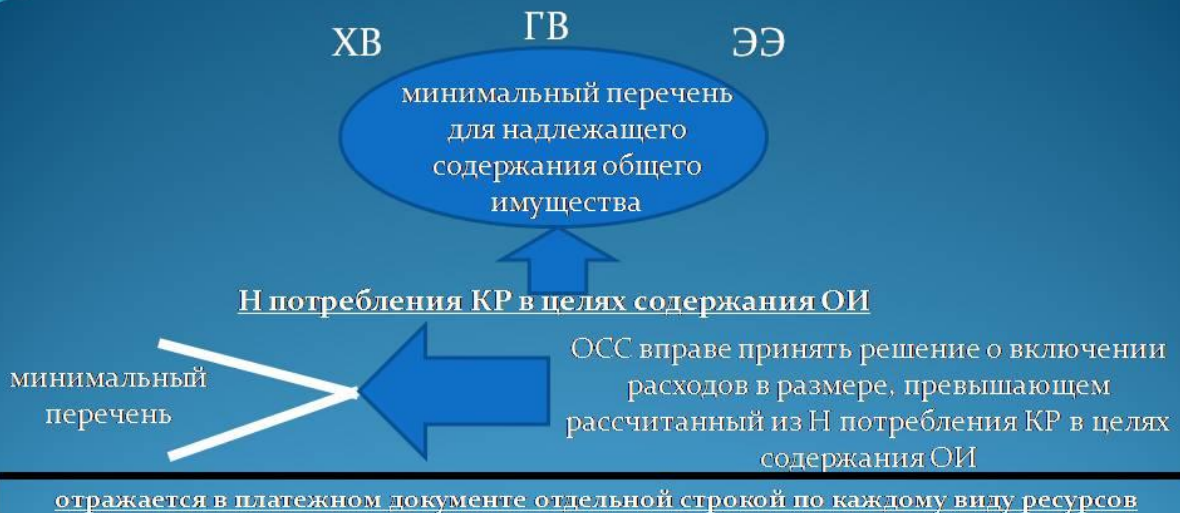 ХВ ГВ ЭЭ
минимальный перечень
для надлежащего
содержания общего
имущества
Н потребления КР в целях содержания ОИ
минимальный
перечень
ОСС вправе принять решение о включении
расходов в размере, превышающем
рассчитанный из Н потребления КР в целях
содержания ОИ
отражается в платежном документе отдельной строкой по каждому виду ресурсов